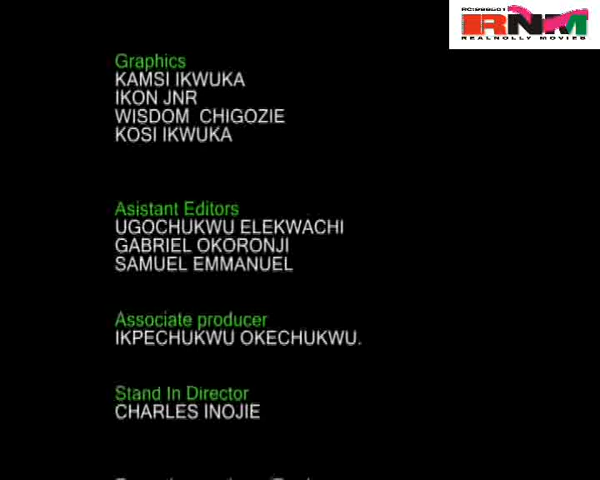 RNM
REALNOLLY MOVIES
Graphics
KAMSI IKWUKA
IKON JNR
WISDOM CHIGOZIE
KOSI IKWUKA
Asistant Editors
UGOCHUKWU ELEKWACHI
GABRIEL OKORONJI
SAMUEL EMMANUEL
Associate producer
IKPECHUKWU OKECHUKWU.
Stand In Director
CHARLES INOJIE